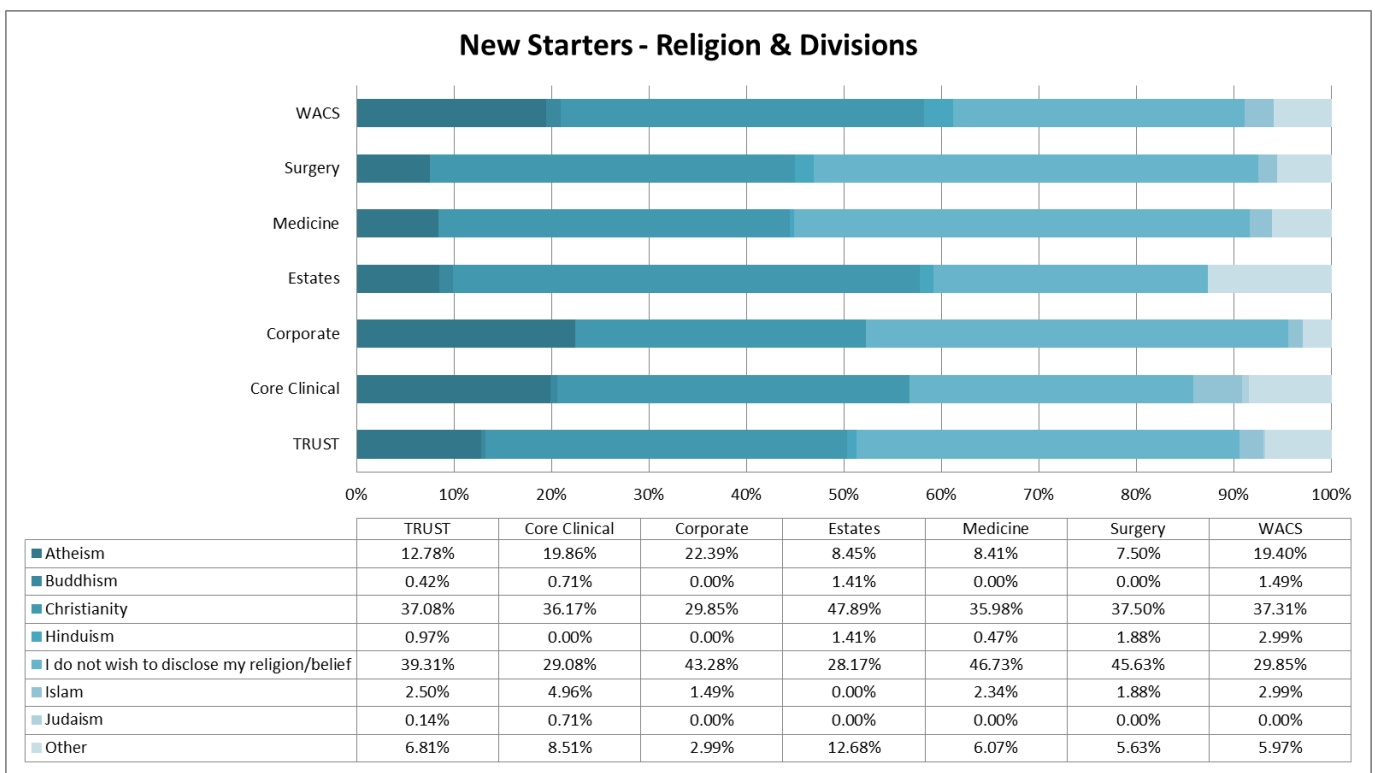 New Starters - Religion & Divisions
WACS
Surgery
Medicine
Estates
Corporate
Core Clinical
TRUST
0% 10% 20% 30% 40% 50% 60% 70% 80% 90% 100%
TRUST Core Clinical Corporate Estates Medicine Surgery WACS
Atheism 12.78% 19.86% 22.39% 8.45% 8.41% 7.50% 19.40%
Buddhism 0.42% 0.71% 0.00% 1.41% 0.00% 0.00% 1.49%
Christianity 37.08% 36.17% 29.85% 47.89% 35.98% 37.50% 37.31%
Hinduism 0.97% 0.00% 0.00% 1.41% 0.47% 1.88% 2.99%
I do not wish to disclose my religion/belief 39.31% 29.08% 43.28% 28.17% 46.73% 45.63% 29.85%
Islam 2.50% 4.96% 1.49% 0.00% 2.34% 1.88% 2.99%
Judaism 0.14% 0.71% 0.00% 0.00% 0.00% 0.00% 0.00%
Other 6.81% 8.51% 2.99% 12.68% 6.07% 5.63% 5.97%